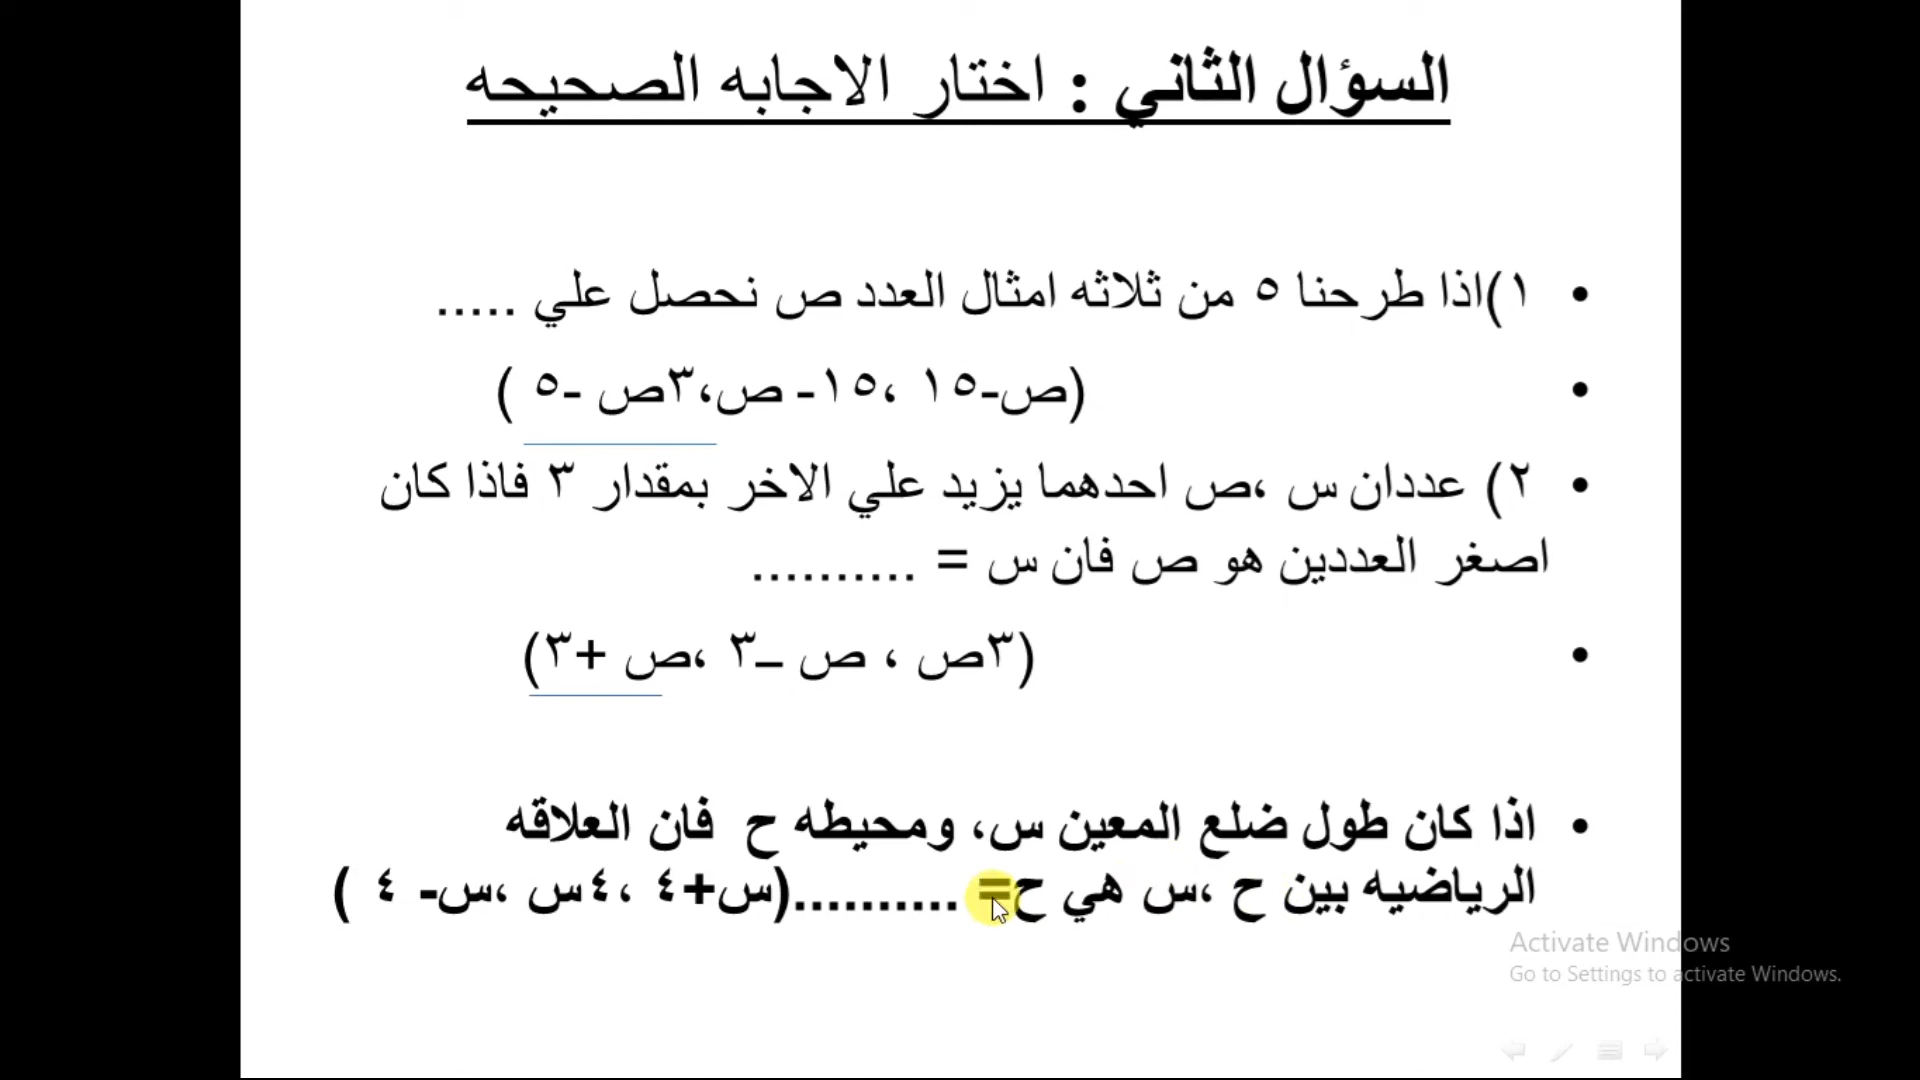 السؤال الثاني : اختار الاجابه الصحيحه
• ١)اذا طرحنا ٥ من ثلاثه امثال العدد ص نحصل علي .....
• (ص-١٥ ،١٥- ص،٣ص -٥ )
• ٢) عددان س ،ص احدهما يزيد علي الاخر بمقدار ٣ فاذا كان
اصغر العددين هو ص فان س = ..........
• (٣ص ، ص –٣ ،ص +٣)
• اذا كان طول ضلع المعين س، ومحيطه ح فان العلاقه
الرياضيه بين ح ،س هي ح= ..........(س+٤ ،٤س ،س- ٤ )
Activate Windows
Go to Settings to activate Windows.